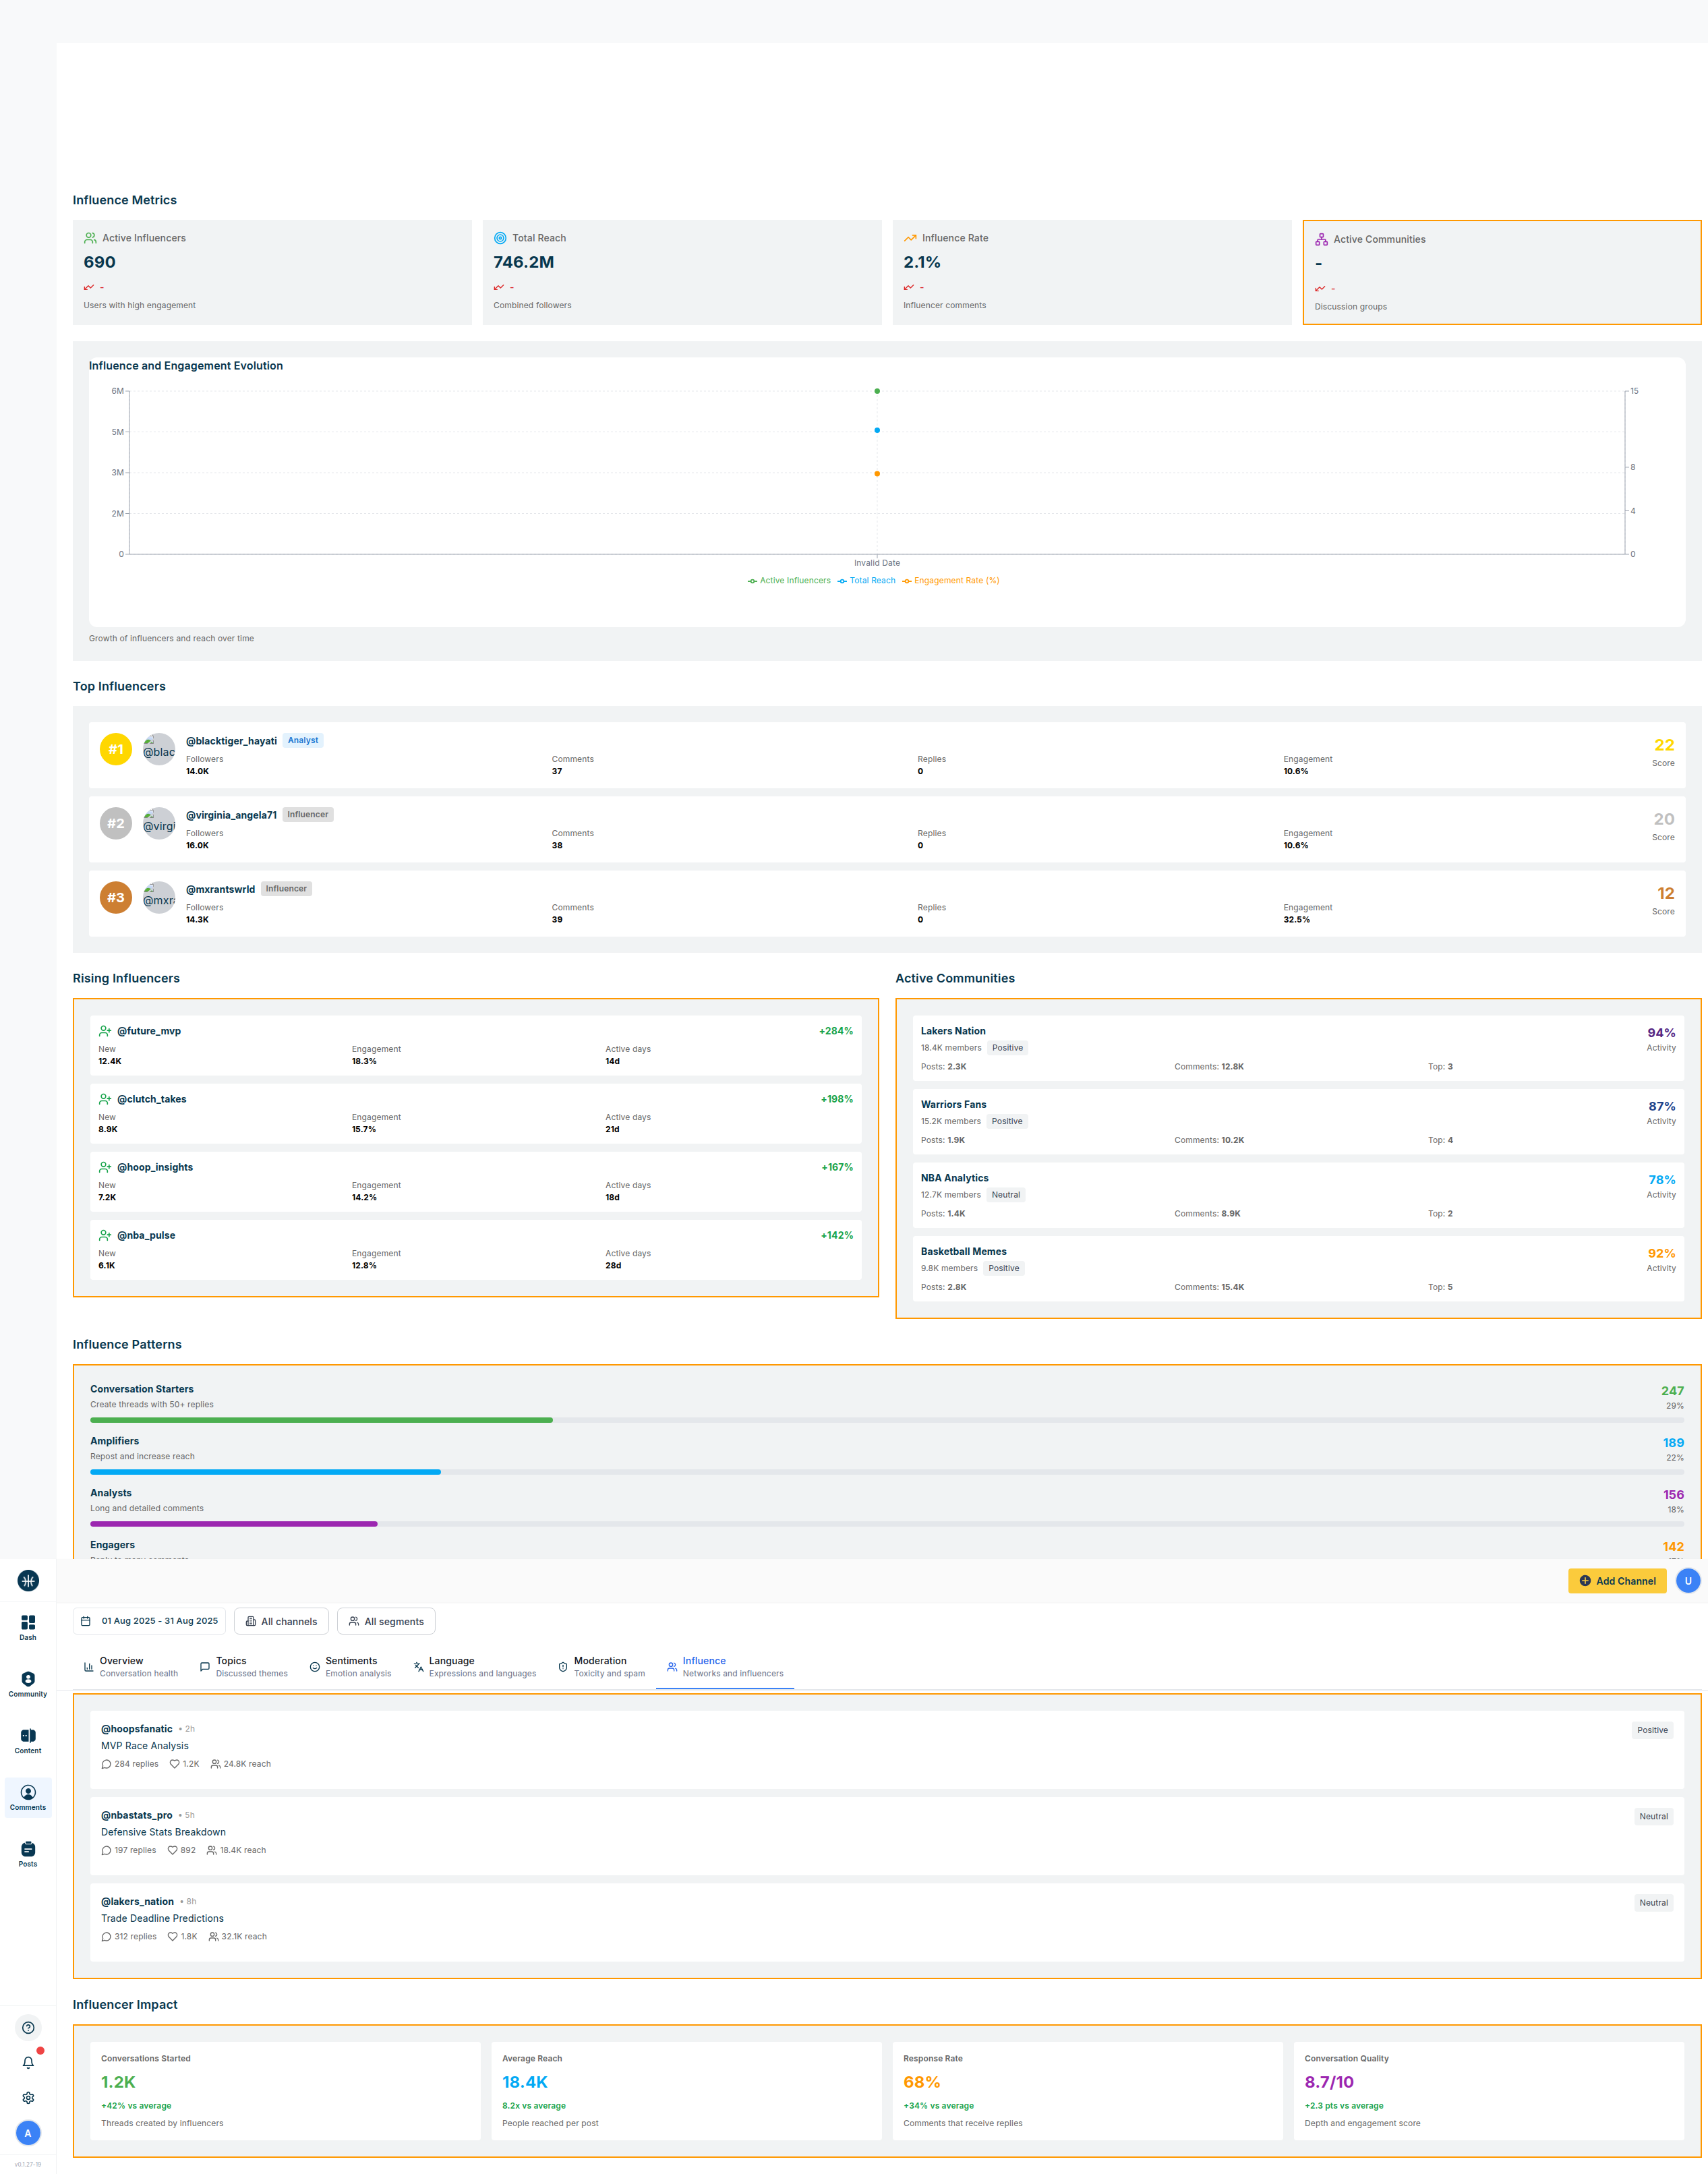 Influence Metrics
Active Influencers
690
-
Users with high engagement
Total Reach
746.2M
-
Combined followers
Influence Rate
2.1%
-
Influencer comments
Active Communities
-
-
Discussion groups
Influence and Engagement Evolution
6M
5M
3M
2M
0
15
8
4
0
Invalid Date
Active Influencers
Total Reach
Engagement Rate (%)
Growth of influencers and reach over time
Top Influencers
#1
@blac
@blacktiger_hayati
Analyst
Followers
14.0K
Comments
37
Replies
0
Engagement
10.6%
22
Score
#2
@virgi
@virginia_angela71
Influencer
Followers
16.0K
Comments
38
Replies
0
Engagement
10.6%
20
Score
#3
@mxr
@mxrantswrld
Influencer
Followers
14.3K
Comments
39
Replies
0
Engagement
32.5%
12
Score
Rising Influencers
@future_mvp
+284%
New
12.4K
Engagement
18.3%
Active days
14d
@clutch_takes
+198%
New
8.9K
Engagement
15.7%
Active days
21d
@hoop_insights
+167%
New
7.2K
Engagement
14.2%
Active days
18d
@nba_pulse
+142%
New
6.1K
Engagement
12.8%
Active days
28d
Active Communities
Lakers Nation
18.4K members
Positive
94%
Activity
Posts: 2.3K
Comments: 12.8K
Top: 3
Warriors Fans
15.2K members
Positive
87%
Activity
Posts: 1.9K
Comments: 10.2K
Top: 4
NBA Analytics
12.7K members
Neutral
78%
Activity
Posts: 1.4K
Comments: 8.9K
Top: 2
Basketball Memes
9.8K members
Positive
92%
Activity
Posts: 2.8K
Comments: 15.4K
Top: 5
Influence Patterns
Conversation Starters
Create threads with 50+ replies
247
29%
Amplifiers
Repost and increase reach
189
22%
Analysts
Long and detailed comments
156
18%
Engagers
142
Add Channel
U
Dash
Community
Content
Comments
Posts
A
v0.1.27-19
01 Aug 2025 - 31 Aug 2025
All channels
All segments
Overview
Conversation health
Topics
Discussed themes
Sentiments
Emotion analysis
Language
Expressions and languages
Moderation
Toxicity and spam
Influence
Networks and influencers
@hoopsfanatic
• 2h
Positive
MVP Race Analysis
284 replies
1.2K
24.8K reach
@nbastats_pro
• 5h
Neutral
Defensive Stats Breakdown
197 replies
892
18.4K reach
@lakers_nation
• 8h
Neutral
Trade Deadline Predictions
312 replies
1.8K
32.1K reach
Influencer Impact
Conversations Started
1.2K
+42% vs average
Threads created by influencers
Average Reach
18.4K
8.2x vs average
People reached per post
Response Rate
68%
+34% vs average
Comments that receive replies
Conversation Quality
8.7/10
+2.3 pts vs average
Depth and engagement score